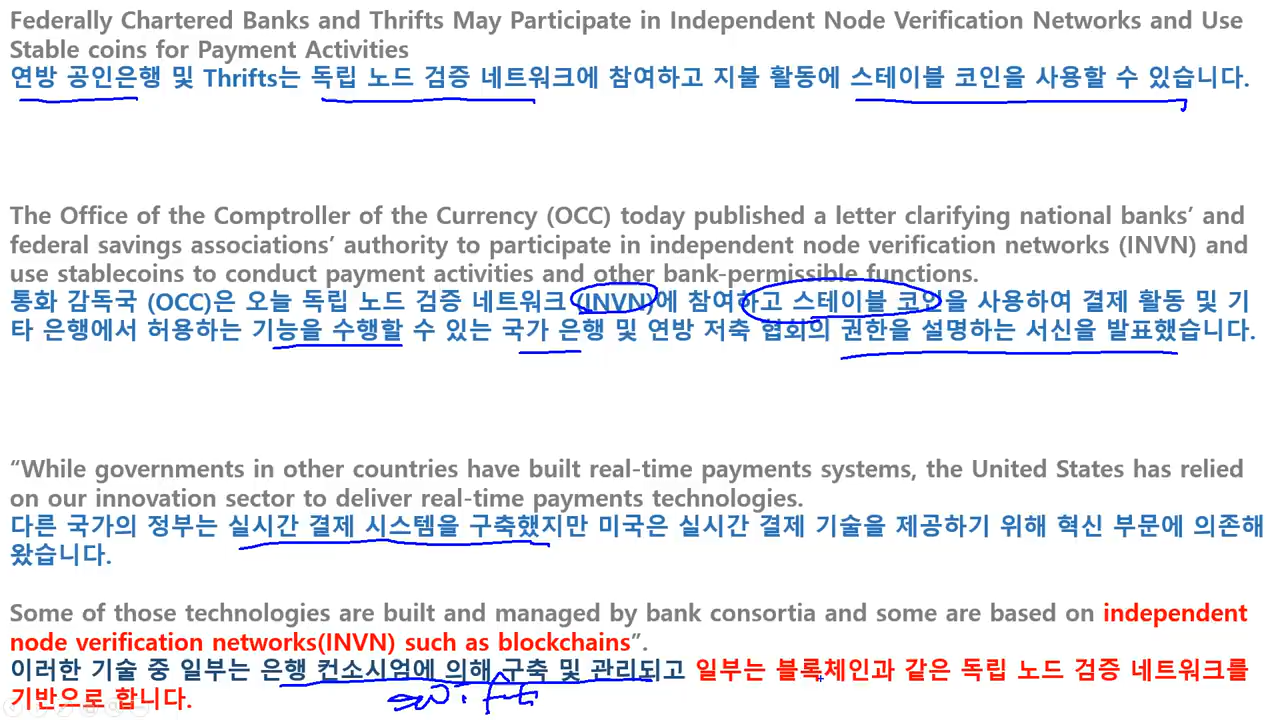 Federally Chartered Banks and Thrifts May Participate in Independent Node Verification Networks and Use
Stable coins for Payment Activities
연방 공인은행 및 Thrifts는 독립 노드 검증 네트워크에 참여하고 지불 활동에 스테이블 코인을 사용할 수 있습니다.
The Office of the Comptroller of the Currency (OCC) today published a letter clarifying national banks’ and
federal savings associations’ authority to participate in independent node verification networks (INVN) and
use stablecoins to conduct payment activities and other bank-permissible functions.
통화 감독국 (OCC)은 오늘 독립 노드 검증 네트워크 (INVN)에 참여하고 스테이블 코인을 사용하여 결제 활동 및 기
타 은행에서 허용하는 기능을 수행할 수 있는 국가 은행 및 연방 저축 협회의 권한을 설명하는 서신을 발표했습니다.
“While governments in other countries have built real-time payments systems, the United States has relied
on our innovation sector to deliver real-time payments technologies.
다른 국가의 정부는 실시간 결제 시스템을 구축했지만 미국은 실시간 결제 기술을 제공하기 위해 혁신 부문에 의존해
왔습니다.
Some of those technologies are built and managed by bank consortia and some are based on independent
node verification networks(INVN) such as blockchains”.
이러한 기술 중 일부는 은행 컨소시엄에 의해 구축 및 관리되고 일부는 블록체인과 같은 독립 노드 검증 네트워크를
기반으로 합니다.
swift